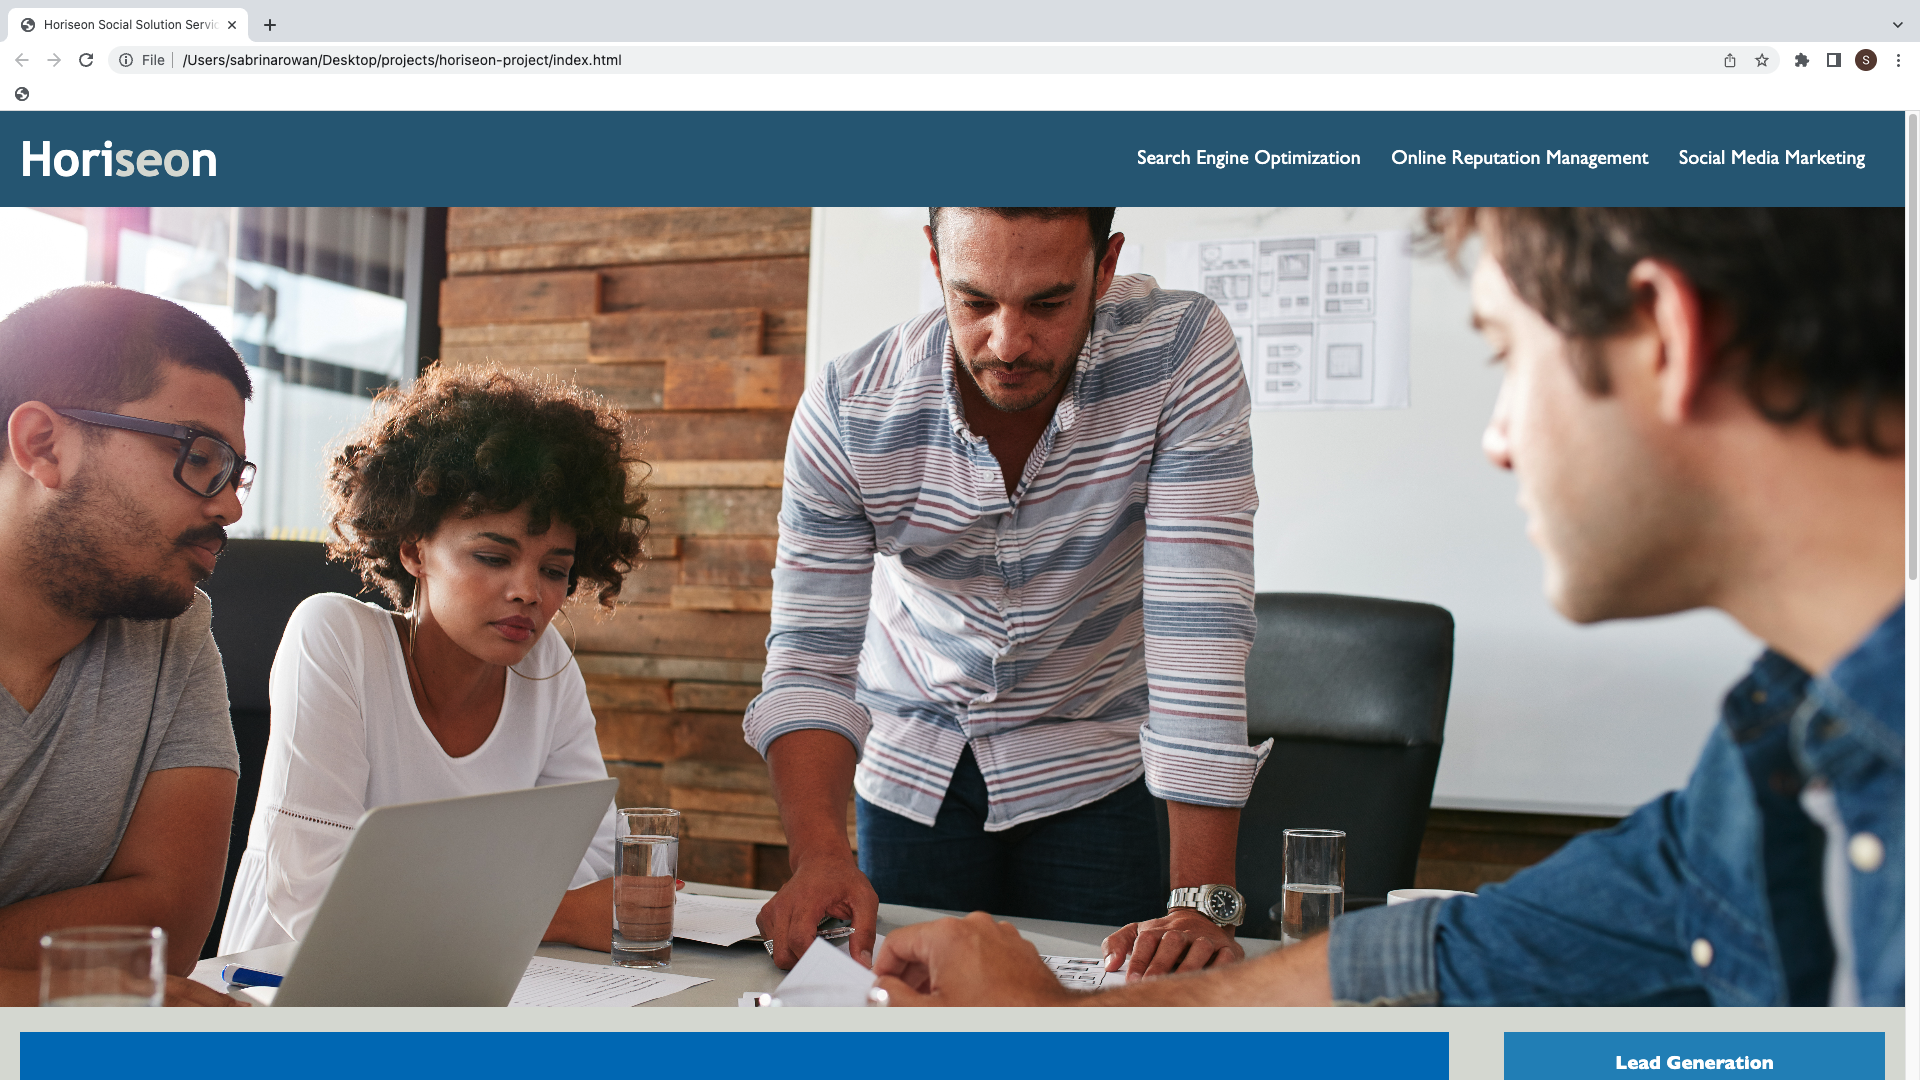 Horiseon Social Solution Servic
File
/Users/sabrinarowan/Desktop/projects/horiseon-project/index.html
S
Horiseon
Search Engine Optimization
Online Reputation Management
Social Media Marketing
Lead Generation